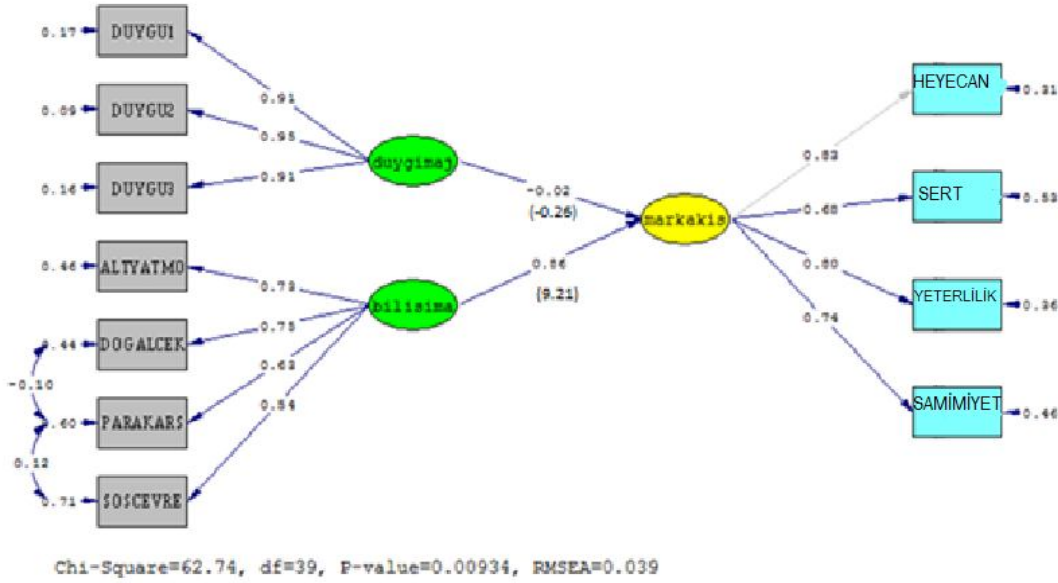 0.17 DUYGU1
0.09 DUYGU2
0.16 DUYGU3
0.46 ALTYATMO
0.44 DOGALCEK
-0.10
0.60 PARAKARS
0.12
0.71 SOSCEVRE
0.91
0.95
0.91
0.73
0.75
0.63
0.54
duygimaj
bilisima
-0.02
(-0.26)
0.86
(9.21)
markakis
0.83
0.68
0.80
0.74
HEYECAN 0.31
SERT 0.53
YETERLİLİK 0.36
SAMİMİYET 0.46
Chi-Square=62.74, df=39, P-value=0.00934, RMSEA=0.039